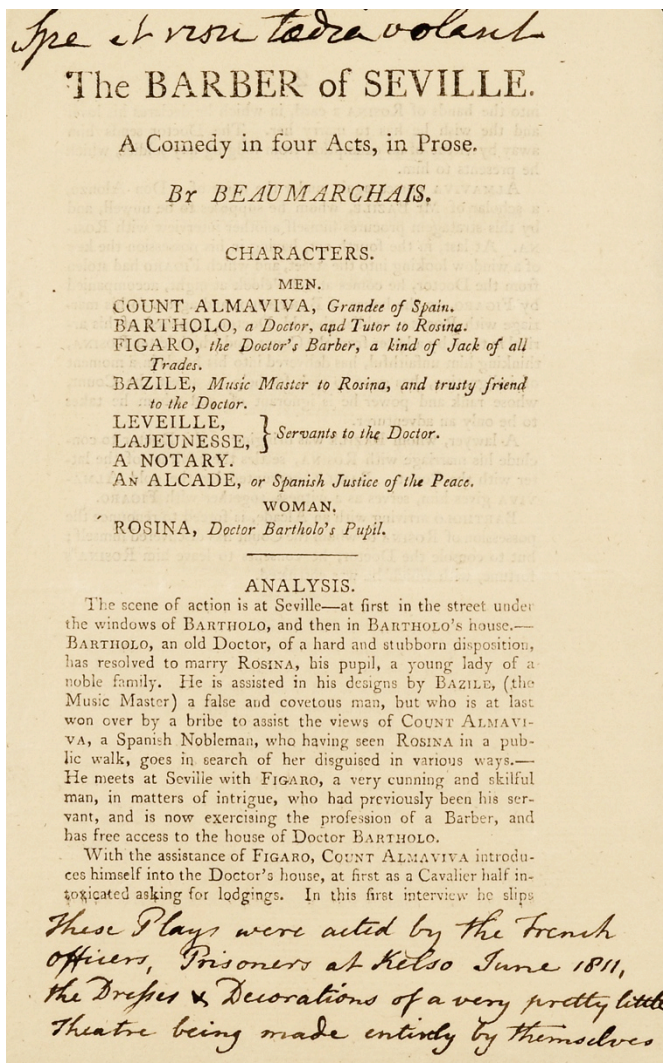 Spe et risu tædia volant
The BARBER of SEVILLE.
A Comedy in four Acts, in Prose.
By BEAUMARCHAIS.
CHARACTERS.
MEN.
COUNT ALMAVIVA, Grandee of Spain.
BARTHOLO, a Doctor, and Tutor to Rosina.
FIGARO, the Doctor's Barber, a kind of Jack of all
Trades.
BAZILE, Music Master to Rosina, and trusty friend
to the Doctor.
LEVEILLE,
LAJEUNESSE, } Servants to the Doctor.
A NOTARY.
AN ALCADE, or Spanish Justice of the Peace.
WOMAN.
ROSINA, Doctor Bartholo's Pupil.
ANALYSIS.
The scene of action is at Seville—at first in the street under
the windows of BARTHOLO, and then in BARTHOLO's house.—
BARTHOLO, an old Doctor, of a hard and stubborn disposition,
has resolved to marry ROSINA, his pupil, a young lady of a
noble family. He is assisted in his designs by BAZILE, (the
Music Master) a false and covetous man, but who is at last
won over by a bribe to assist the views of COUNT ALMAVI-
VA, a Spanish Nobleman, who having seen ROSINA in a pub-
lic walk, goes in search of her disguised in various ways.—
He meets at Seville with FIGARO, a very cunning and skilful
man, in matters of intrigue, who had previously been his ser-
vant, and is now exercising the profession of a Barber, and
has free access to the house of Doctor BARTHOLO.
With the assistance of FIGARO, COUNT ALMAVIVA introdu-
ces himself into the Doctor's house, at first as a Cavalier half in-
toxicated asking for lodgings. In this first interview he slips
These Plays were acted by the French
officers, Prisoners at Kelso June 1811,
the Dresses & Decorations of a very pretty little
Theatre being made entirely by themselves